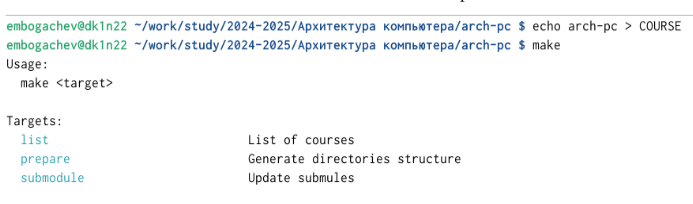 embogachev@dk1n22 ~/work/study/2024-2025/Архитектура компьютера/arch-pc $ echo arch-pc > COURSE
embogachev@dk1n22 ~/work/study/2024-2025/Архитектура компьютера/arch-pc $ make
Usage:
  make <target>

Targets:
  list                          List of courses
  prepare                       Generate directories structure
  submodule                     Update submules